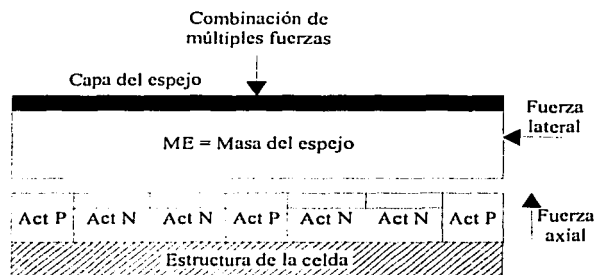 Combinación de
múltiples fuerzas
Capa del espejo
Fuerza
lateral
ME = Masa del espejo
Act P Act N Act N Act P Act N Act N Act P
Fuerza
axial
Estructura de la celda